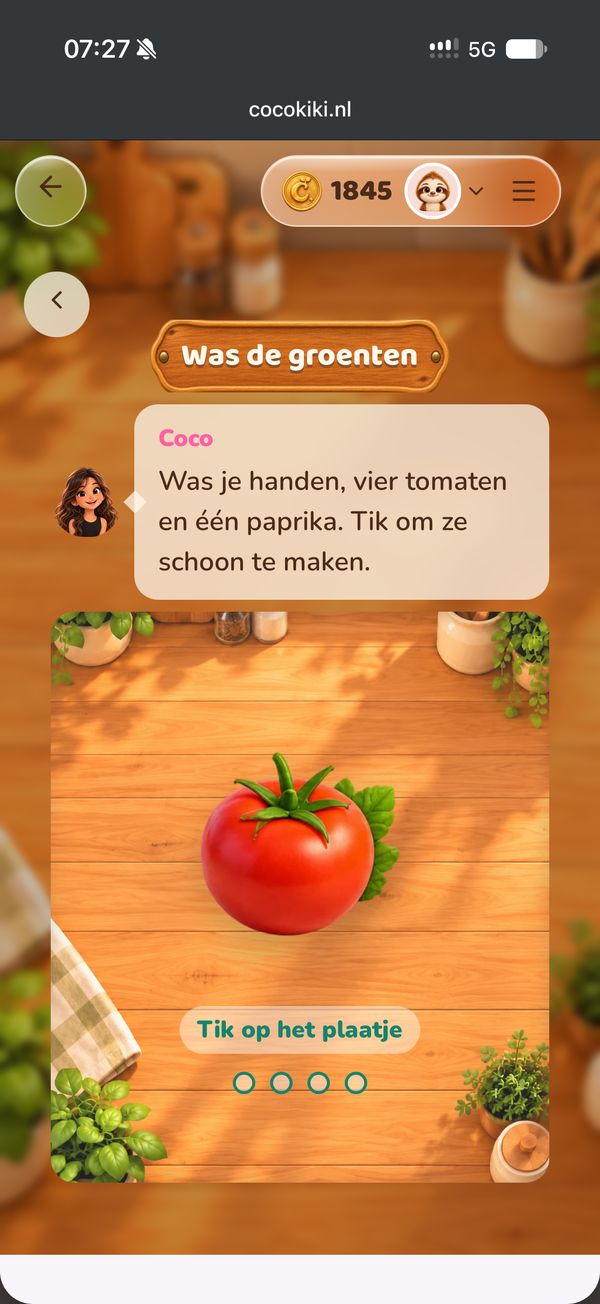 07:27
5G
cocokiki.nl
1845
Was de groenten
Coco
Was je handen, vier tomaten
en één paprika. Tik om ze
schoon te maken.
Tik op het plaatje